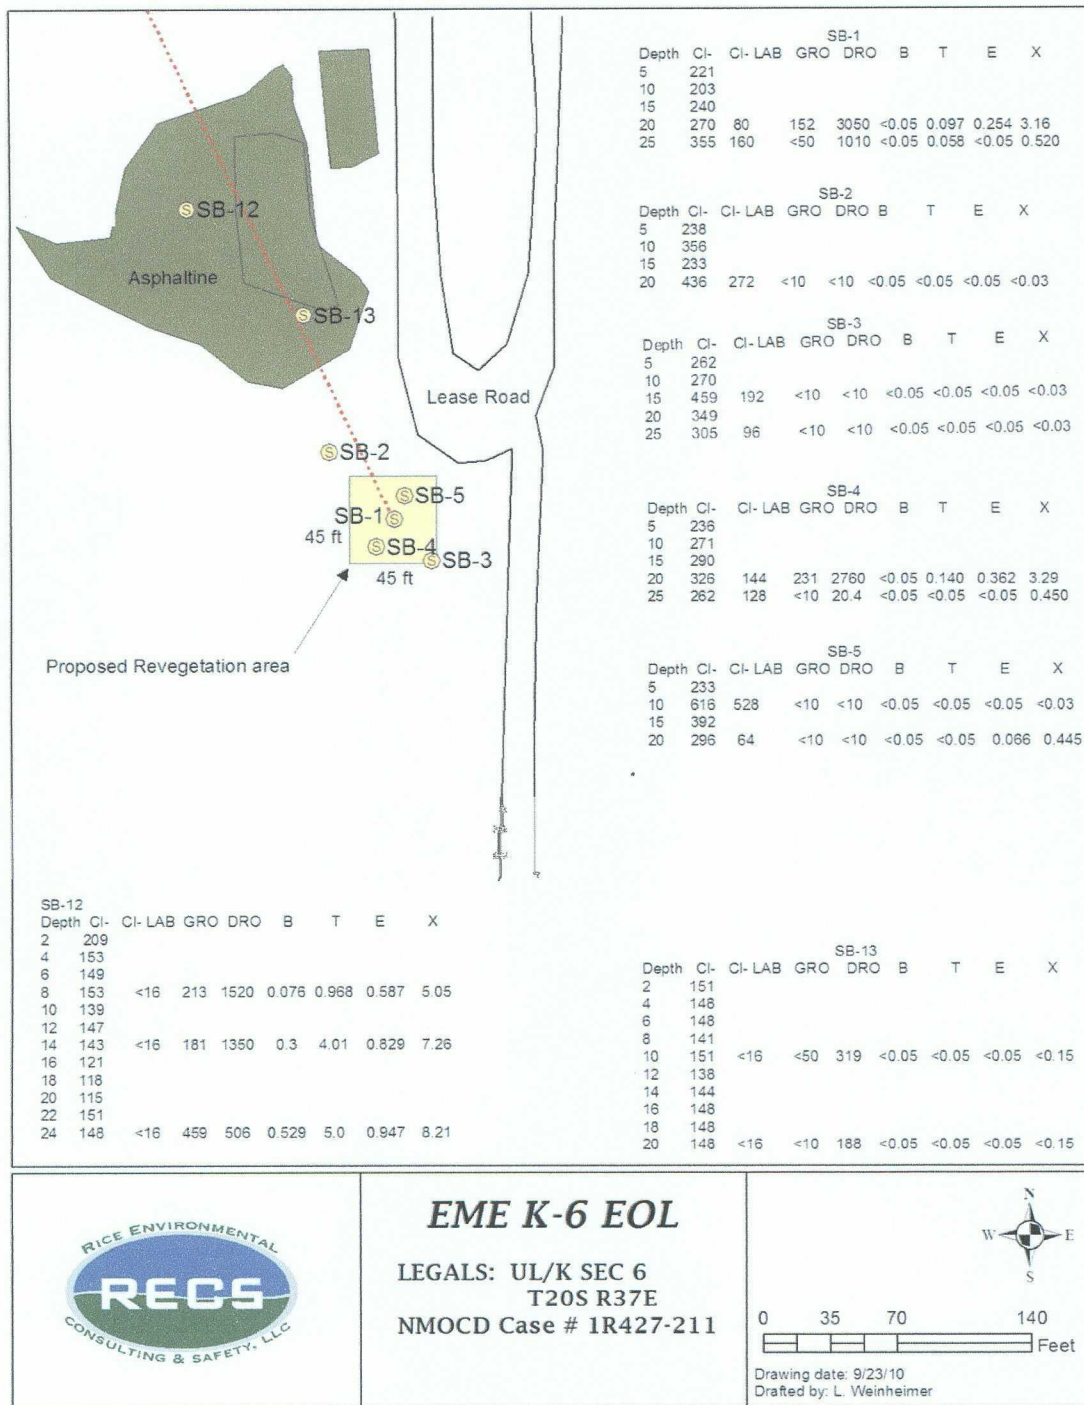 SB-12
Asphaltine
SB-13
Lease Road
SB-2
SB-5
SB-1
45 ft
SB-4
SB-3
45 ft
Proposed Revegetation area
SB-1
Depth Cl- Cl- LAB GRO DRO B T E X
5 221
10 203
15 240
20 270 80 152 3050 <0.05 0.097 0.254 3.16
25 355 160 <50 1010 <0.05 0.058 <0.05 0.520
SB-2
Depth Cl- Cl- LAB GRO DRO B T E X
5 238
10 356
15 233
20 436 272 <10 <10 <0.05 <0.05 <0.05 <0.03
SB-3
Depth Cl- Cl- LAB GRO DRO B T E X
5 262
10 270
15 459 192 <10 <10 <0.05 <0.05 <0.05 <0.03
20 349
25 305 96 <10 <10 <0.05 <0.05 <0.05 <0.03
SB-4
Depth Cl- Cl- LAB GRO DRO B T E X
5 236
10 271
15 290
20 326 144 231 2760 <0.05 0.140 0.362 3.29
25 262 128 <10 20.4 <0.05 <0.05 <0.05 0.450
SB-5
Depth Cl- Cl- LAB GRO DRO B T E X
5 233
10 616 528 <10 <10 <0.05 <0.05 <0.05 <0.03
15 392
20 296 64 <10 <10 <0.05 <0.05 0.066 0.445
SB-12
Depth Cl- Cl- LAB GRO DRO B T E X
2 209
4 153
6 149
8 153 <16 213 1520 0.076 0.968 0.587 5.05
10 139
12 147
14 143 <16 181 1350 0.3 4.01 0.829 7.26
16 121
18 118
20 115
22 151
24 148 <16 459 506 0.529 5.0 0.947 8.21
SB-13
Depth Cl- Cl- LAB GRO DRO B T E X
2 151
4 148
6 148
8 141
10 151 <16 <50 319 <0.05 <0.05 <0.05 <0.15
12 138
14 144
16 148
18 148
20 148 <16 <10 188 <0.05 <0.05 <0.05 <0.15
RICE ENVIRONMENTAL
RECS
CONSULTING & SAFETY, LLC
EME K-6 EOL
LEGALS: UL/K SEC 6
T20S R37E
NMOCD Case # 1R427-211
N
W E
S
0 35 70 140
Feet
Drawing date: 9/23/10
Drafted by: L. Weinheimer